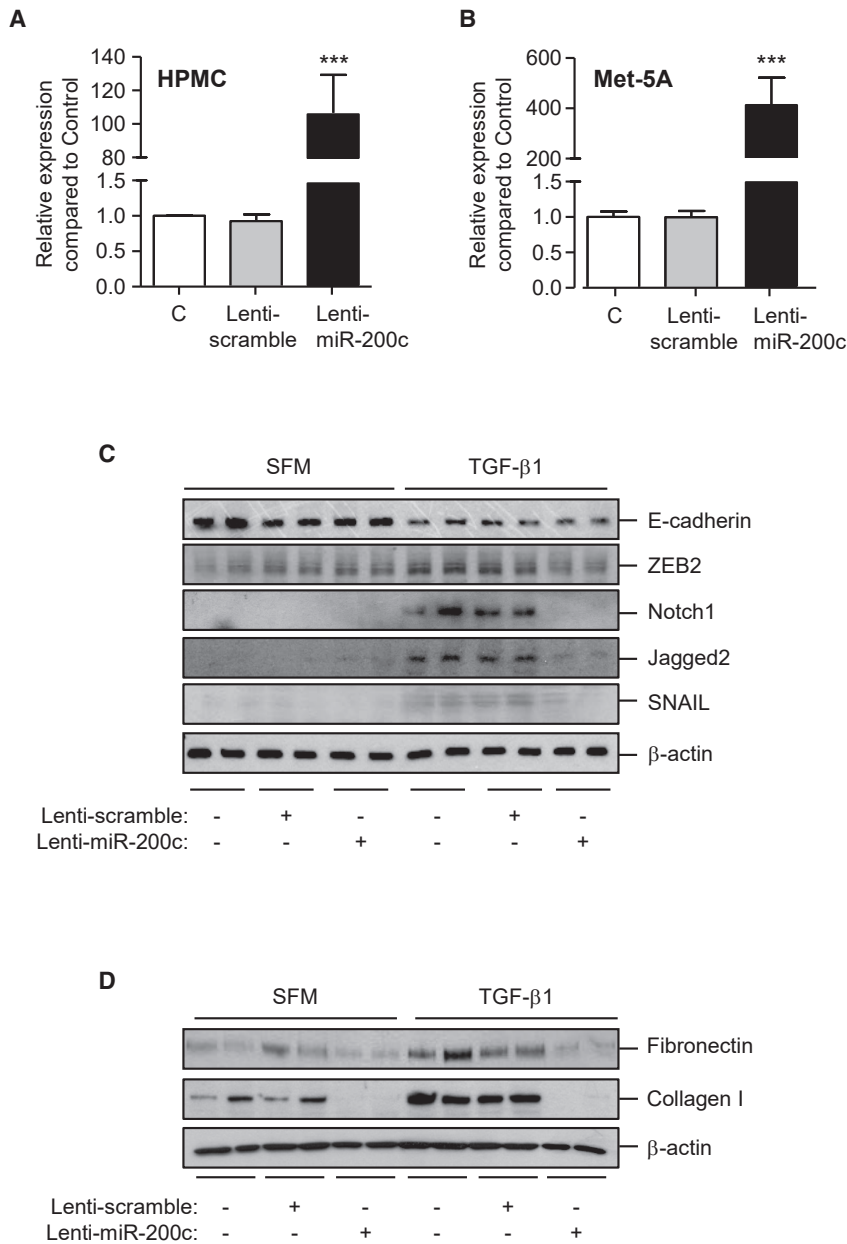 A
Relative expression
compared to Control
140
120
100
80
1.5
1.0
0.5
0.0
HPMC
***
C
Lenti-
scramble
Lenti-
miR-200c
B
Relative expression
compared to Control
600
400
200
1.5
1.0
0.5
0.0
Met-5A
***
C
Lenti-
scramble
Lenti-
miR-200c
C
SFM TGF-β1
E-cadherin
ZEB2
Notch1
Jagged2
SNAIL
β-actin
Lenti-scramble: - + - - + -
Lenti-miR-200c: - - + - - +
D
SFM TGF-β1
Fibronectin
Collagen I
β-actin
Lenti-scramble: - + - - + -
Lenti-miR-200c: - - + - - +